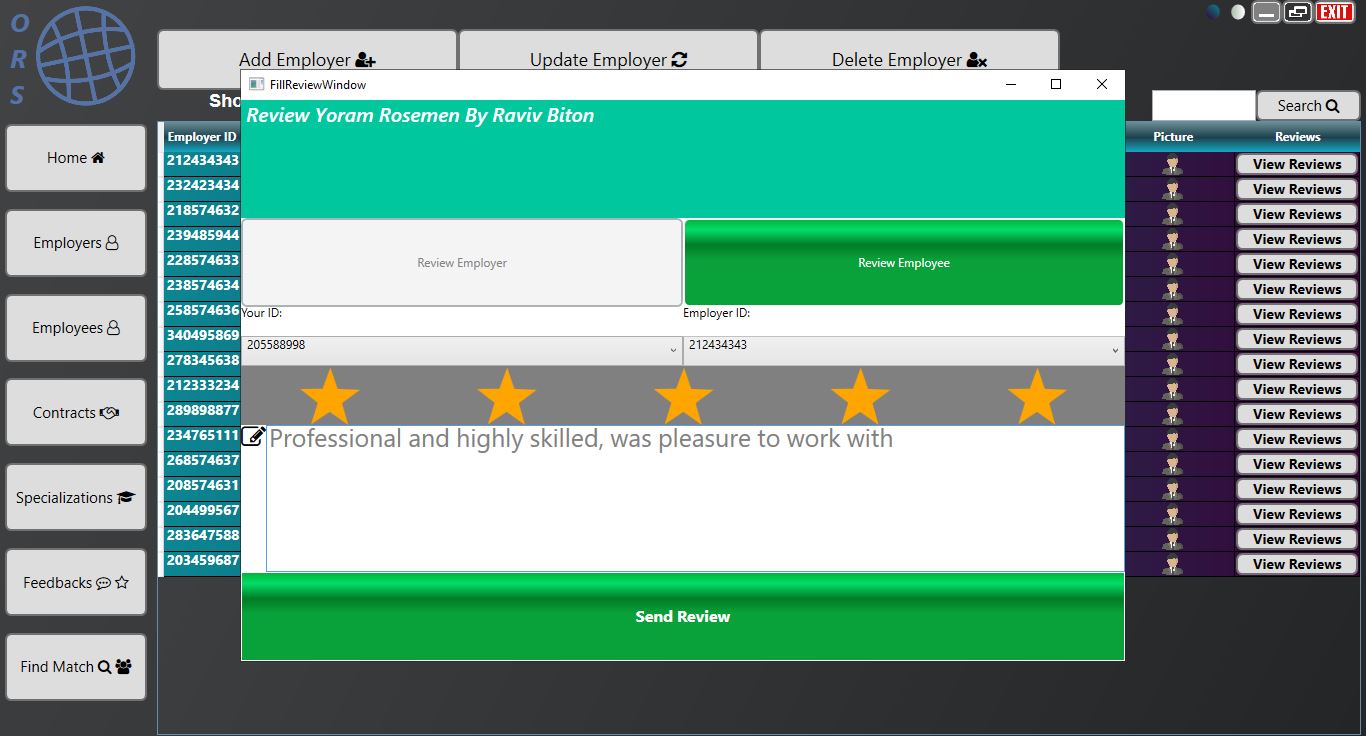 O
R
S
EXIT
Add Employer
Update Employer
Delete Employer
Sho
Search
FillReviewWindow
Review Yoram Rosemen By Raviv Biton
Review Employer
Review Employee
Your ID:
Employer ID:
205588998
212434343
Professional and highly skilled, was pleasure to work with
Send Review
Home
Employers
Employees
Contracts
Specializations
Feedbacks
Find Match
Employer ID
Picture
Reviews
212434343
View Reviews
232423434
View Reviews
218574632
View Reviews
239485944
View Reviews
228574633
View Reviews
238574634
View Reviews
258574636
View Reviews
340495869
View Reviews
278345638
View Reviews
212333234
View Reviews
289898877
View Reviews
234765111
View Reviews
268574637
View Reviews
208574631
View Reviews
204499567
View Reviews
283647588
View Reviews
203459687
View Reviews